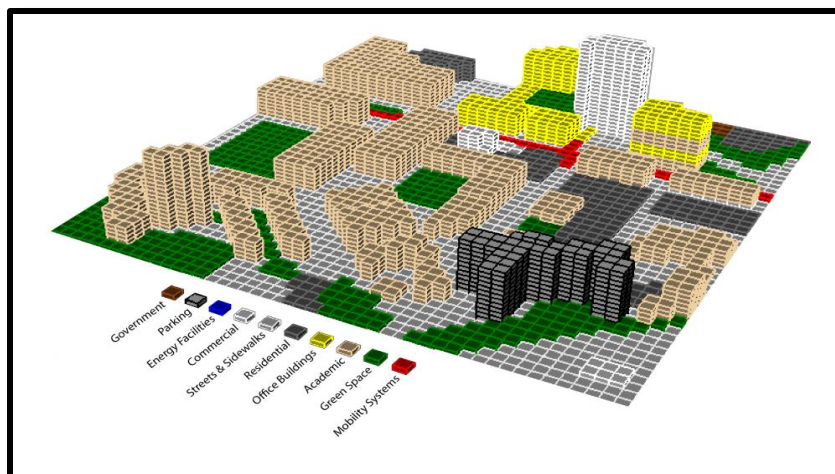 Government
Parking
Energy Facilities
Commercial
Streets & Sidewalks
Residential
Office Buildings
Academic
Green Space
Mobility Systems